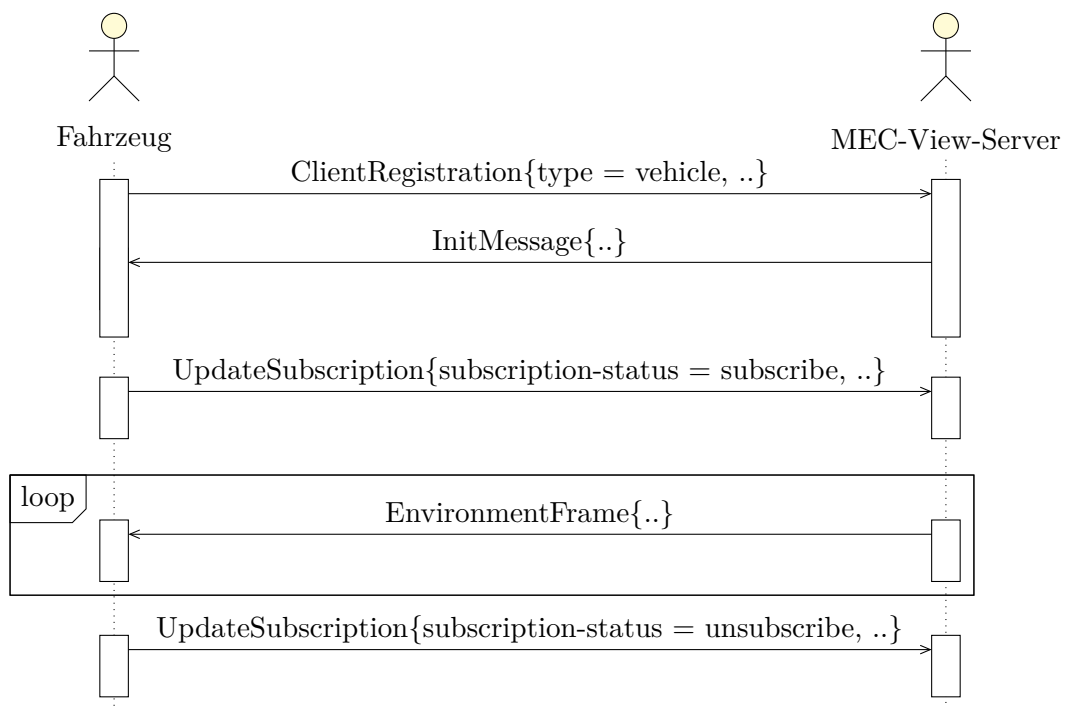 Fahrzeug
MEC-View-Server
ClientRegistration{type = vehicle, ..}
InitMessage{..}
UpdateSubscription{subscription-status = subscribe, ..}
loop
EnvironmentFrame{..}
UpdateSubscription{subscription-status = unsubscribe, ..}